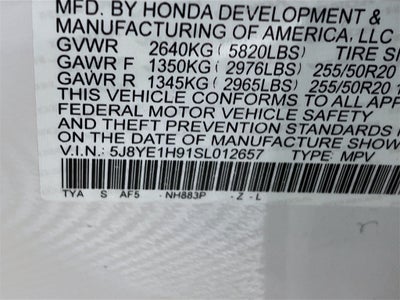 MFD. BY HONDA DEVELOPMENT &
MANUFACTURING OF AMERICA, LLC
GVWR 2640KG (5820LBS) TIRE SI
GAWR F 1350KG (2976LBS) 255/50R20
GAWR R 1345KG (2965LBS) 255/50R20 1
THIS VEHICLE CONFORMS TO ALL APP
FEDERAL MOTOR VEHICLE SAFETY
AND THEFT PREVENTION STANDARDS
ON THE DATE OF MANUFACTURE SHOW
V.I.N.: 5J8YE1H91SL012657 TYPE: MPV
TYA S AF5 - NH883P - Z - L